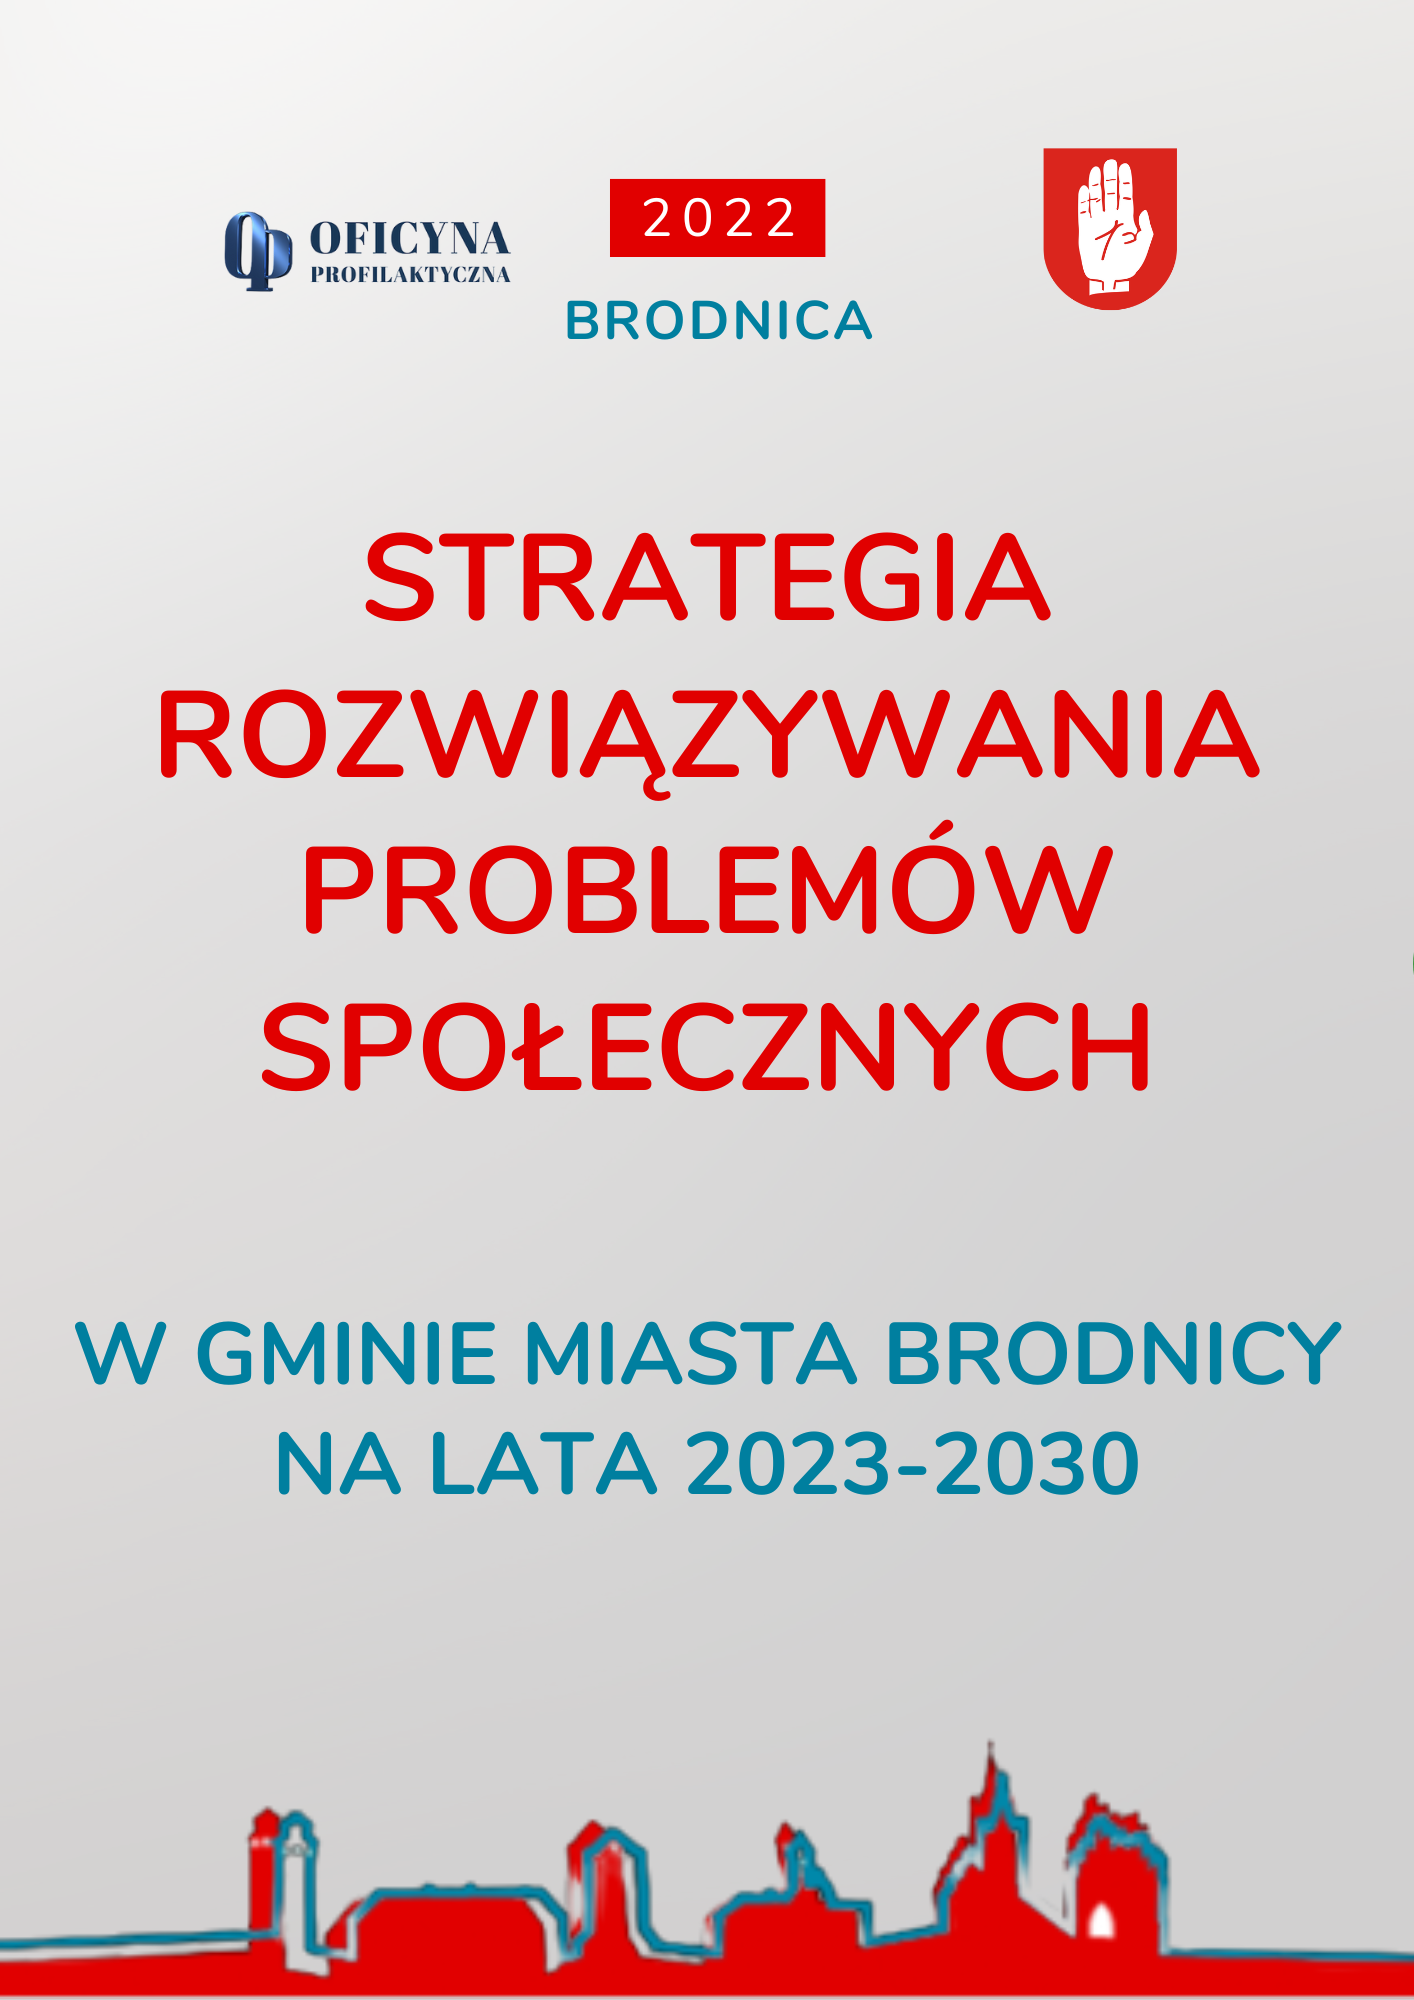 OFICYNA
PROFILAKTYCZNA
2022
BRODNICA
STRATEGIA
ROZWIĄZYWANIA
PROBLEMÓW
SPOŁECZNYCH
W GMINIE MIASTA BRODNICY
NA LATA 2023-2030